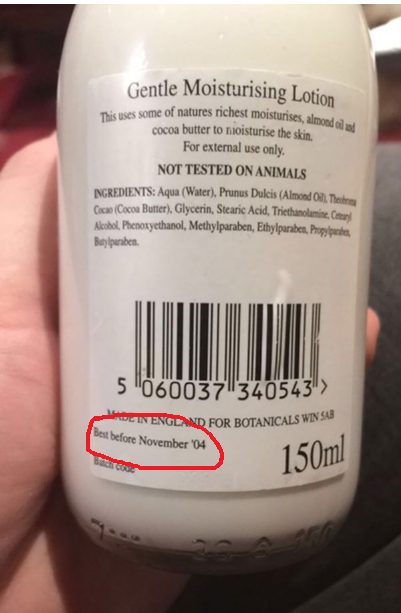 Gentle Moisturising Lotion
This uses some of natures richest moisturises, almond oil and
cocoa butter to moisturise the skin.
For external use only.
NOT TESTED ON ANIMALS
INGREDIENTS: Aqua (Water), Prunus Dulcis (Almond Oil), Theobroma
Cacao (Cocoa Butter), Glycerin, Stearic Acid, Triethanolamine, Cetearyl
Alcohol, Phenoxyethanol, Methylparaben, Ethylparaben, Propylparaben,
Butylparaben.
5 060037 340543 >
MADE IN ENGLAND FOR BOTANICALS WIN 5AB
Best before November '04
150ml
Batch code